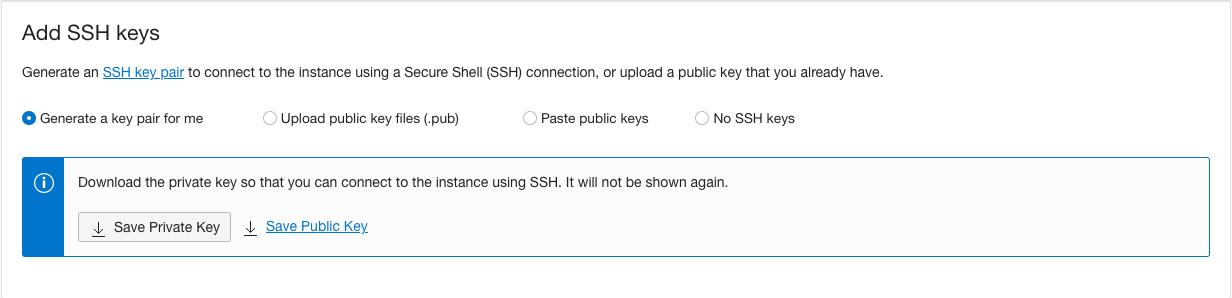 Add SSH keys
Generate an SSH key pair to connect to the instance using a Secure Shell (SSH) connection, or upload a public key that you already have.
Generate a key pair for me
Upload public key files (.pub)
Paste public keys
No SSH keys
Download the private key so that you can connect to the instance using SSH. It will not be shown again.
Save Private Key
Save Public Key